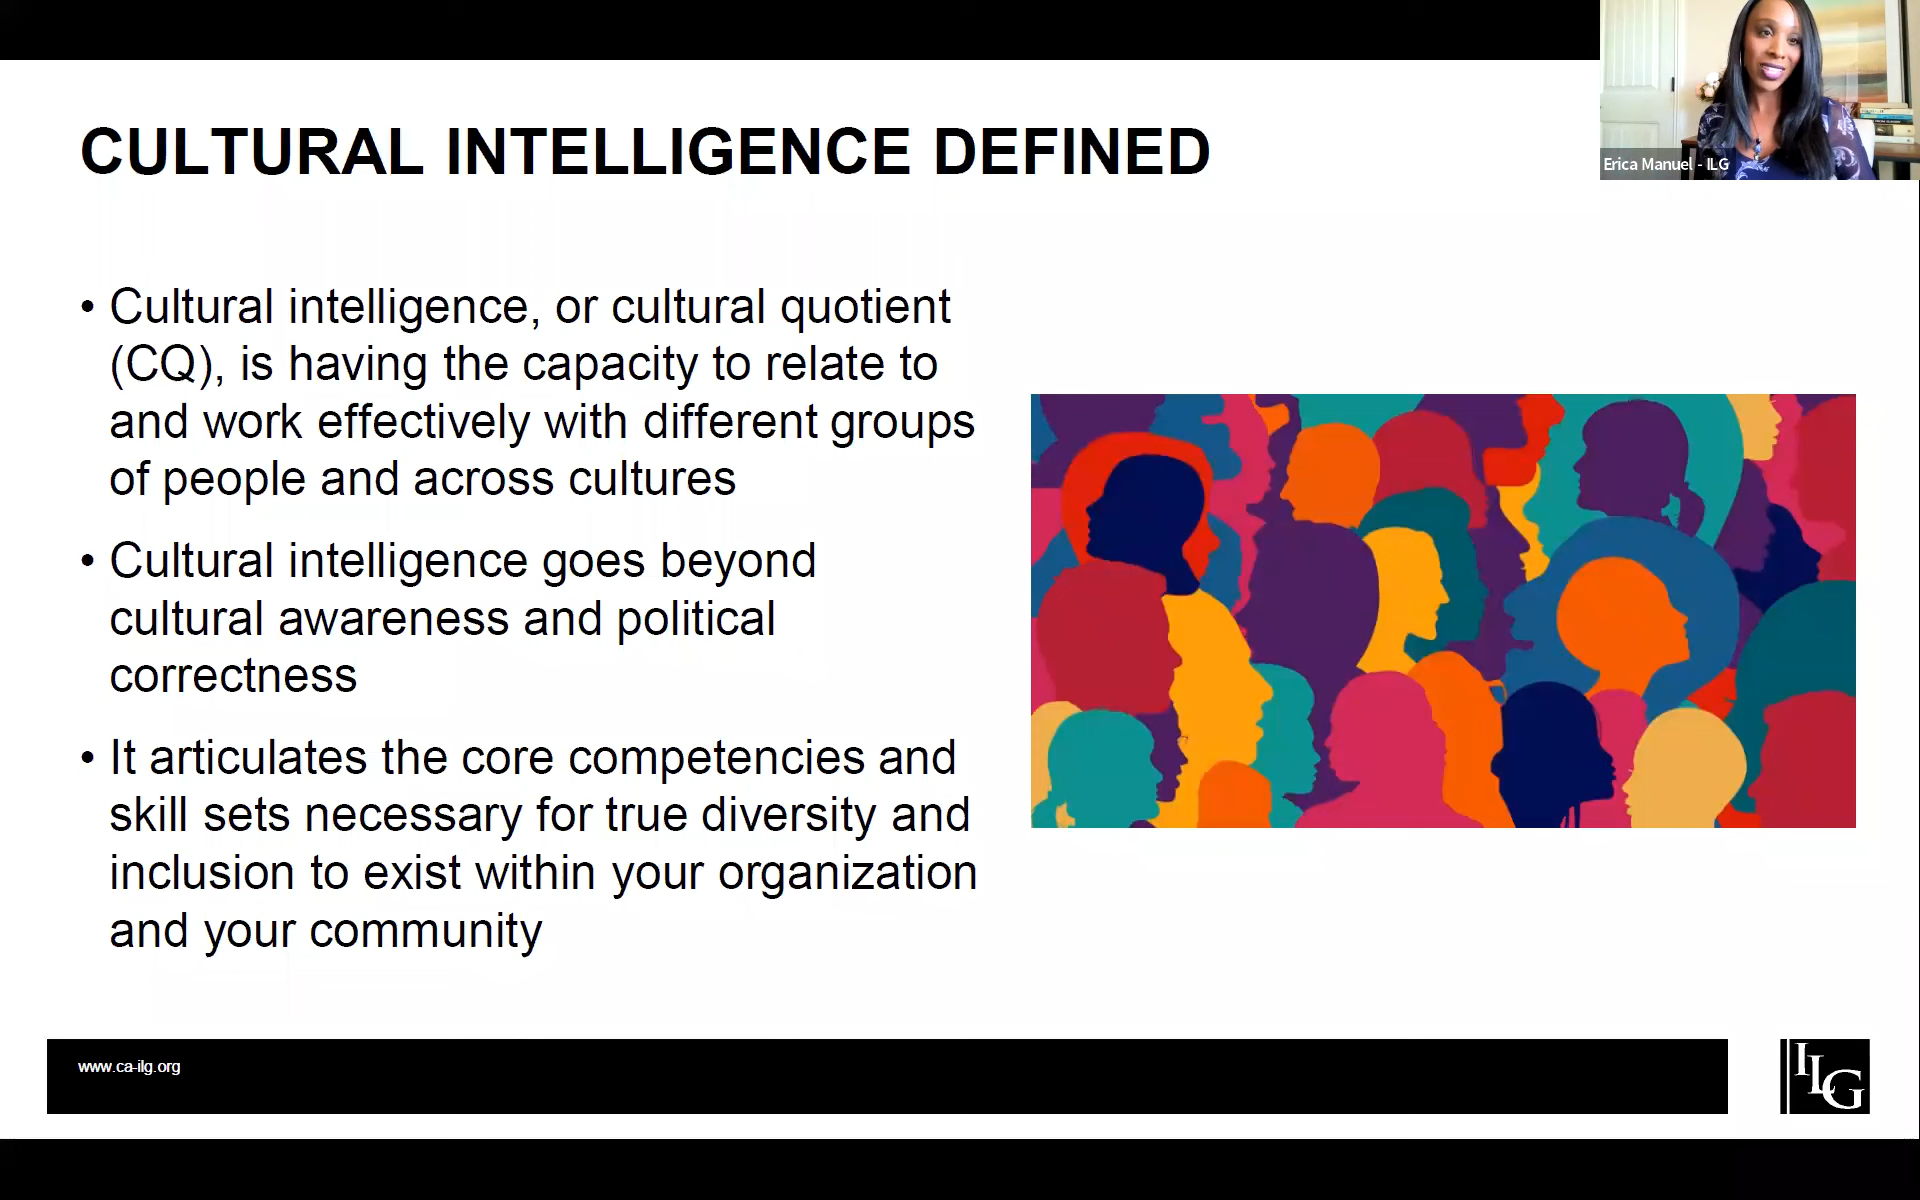 Erica Manuel - ILG
CULTURAL INTELLIGENCE DEFINED
• Cultural intelligence, or cultural quotient
(CQ), is having the capacity to relate to
and work effectively with different groups
of people and across cultures
• Cultural intelligence goes beyond
cultural awareness and political
correctness
• It articulates the core competencies and
skill sets necessary for true diversity and
inclusion to exist within your organization
and your community
www.ca-ilg.org
ILG